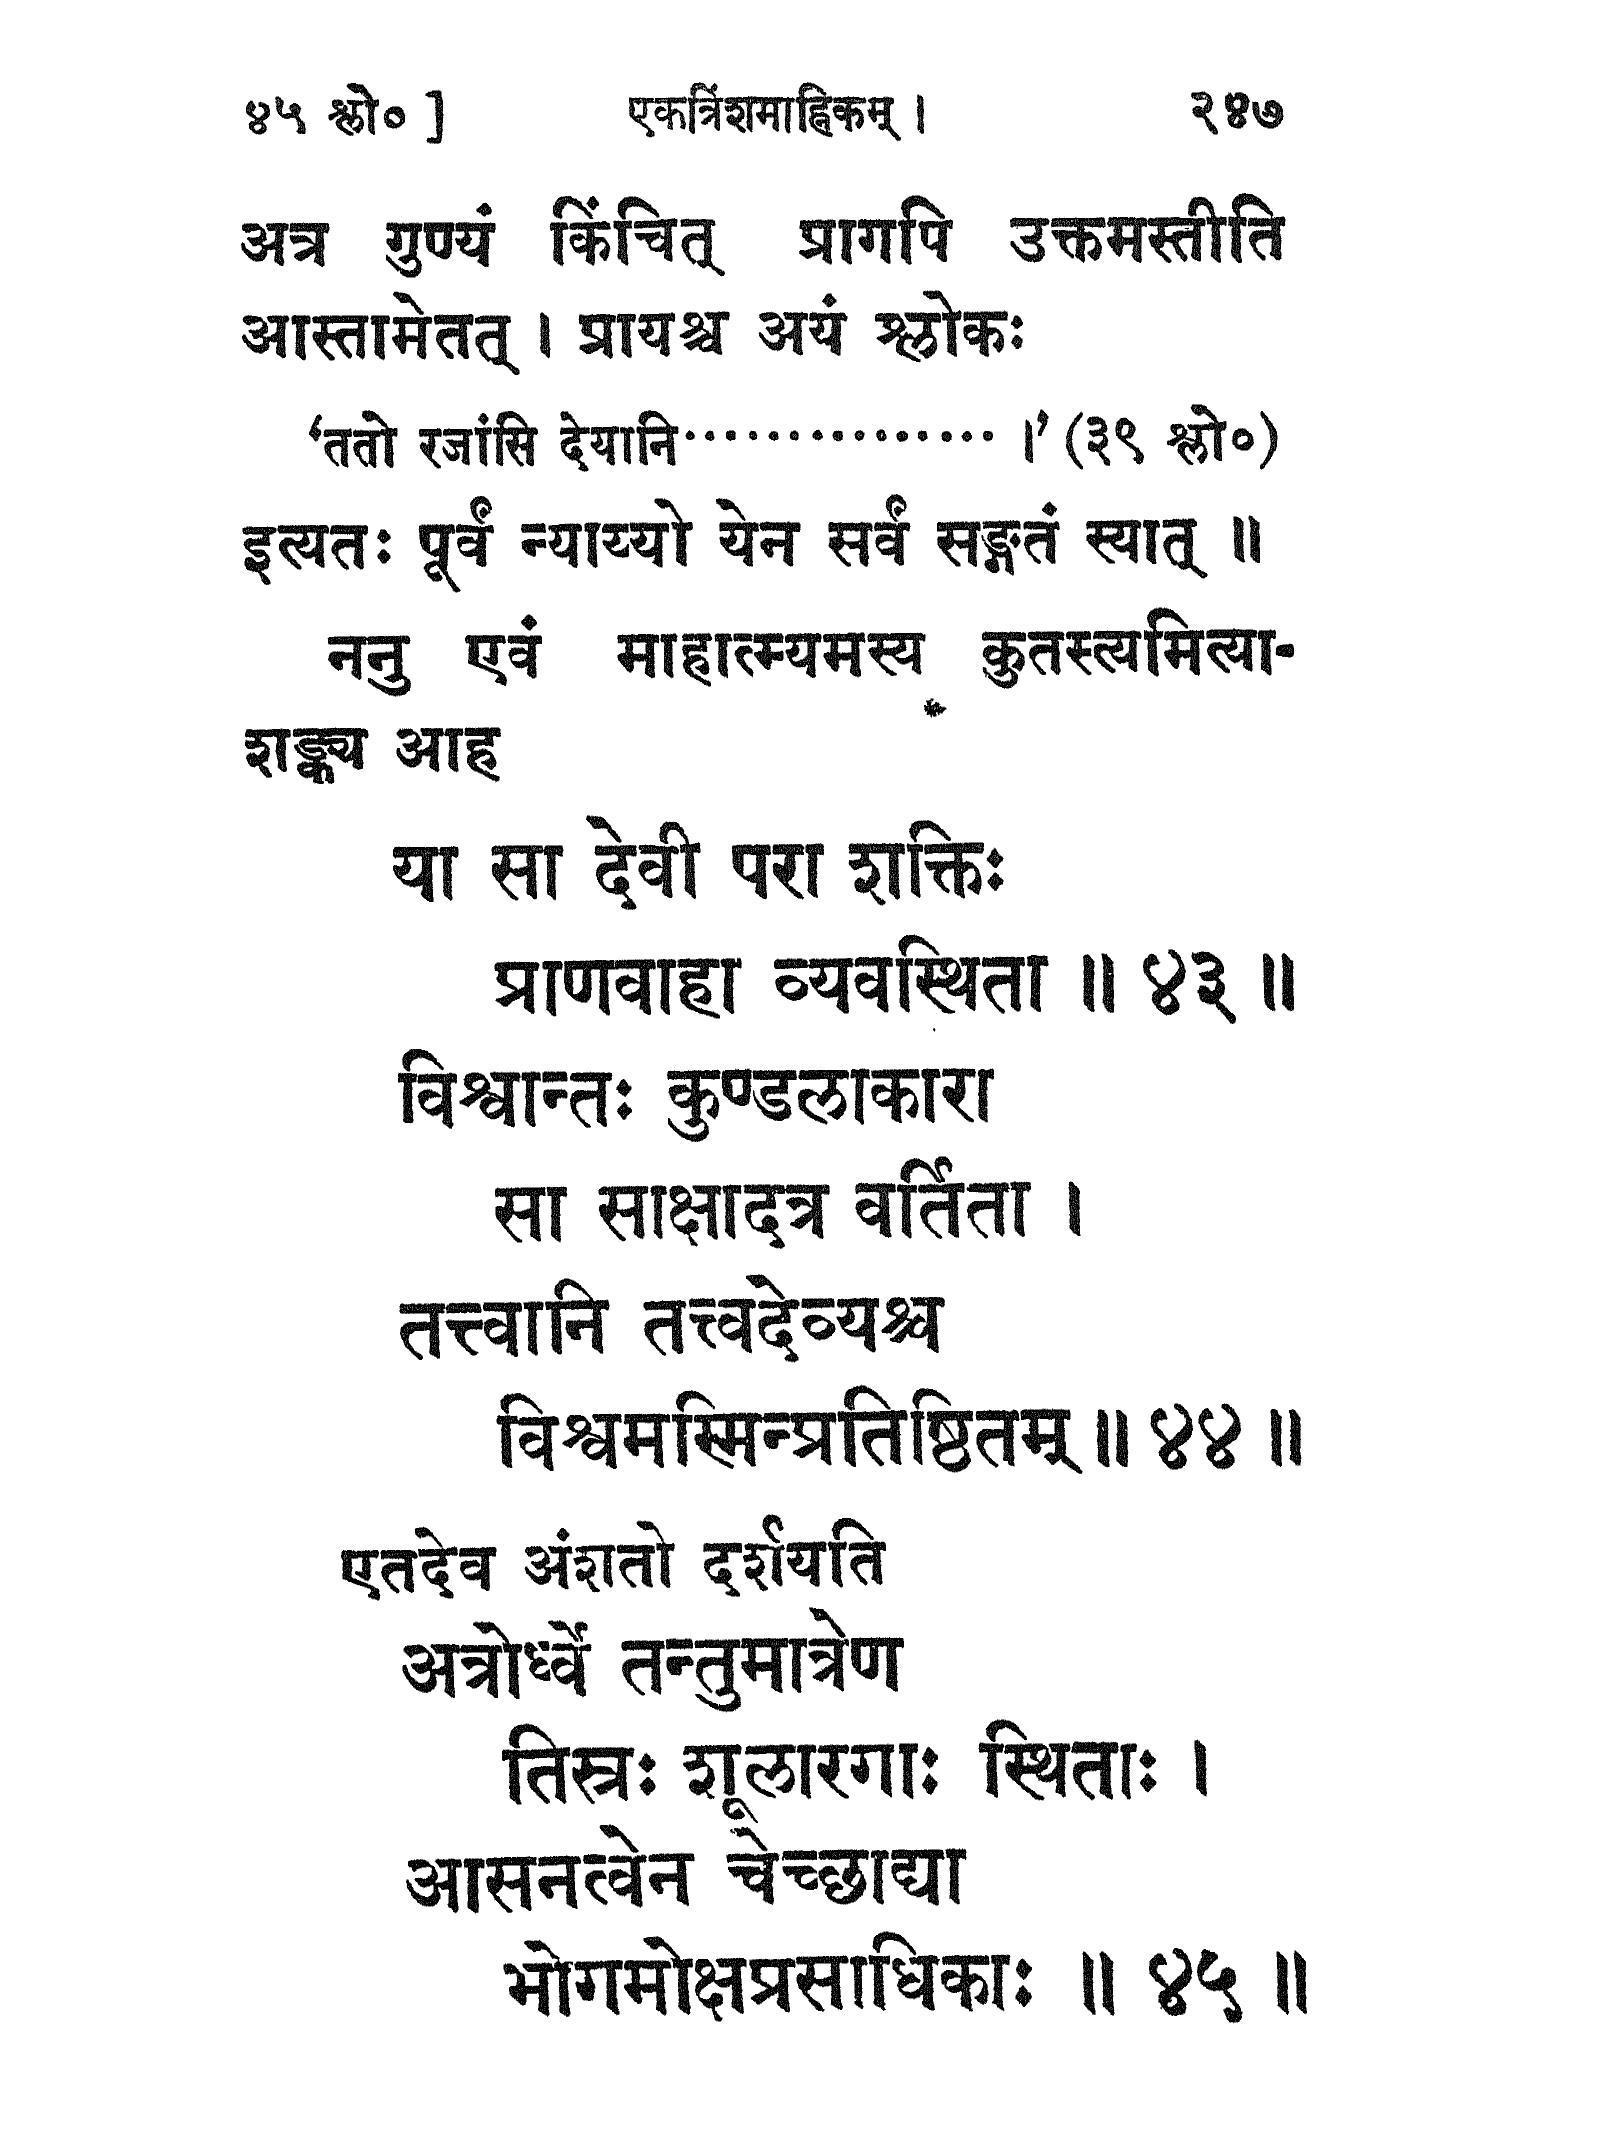 ४५ श्लो० ] एकत्रिंशमाह्निकम् । २४७
अत्र गुण्यं किंचित् प्रागपि उक्तमस्तीति
आस्तामेतत् । प्रायश्च अयं श्लोकः
‘ततो रजांसि देयानि............... ।’ (३९ श्लो०)
इत्यतः पूर्वं न्याय्यो येन सर्वं सङ्गतं स्यात् ॥
ननु एवं माहात्म्यमस्य कुतस्त्यमित्या-
शङ्क्य आह
या सा देवी परा शक्तिः
प्राणवाहा व्यवस्थिता ॥ ४३ ॥
विश्वान्तः कुण्डलाकारा
सा साक्षादत्र वर्तिता ।
तत्त्वानि तत्त्वदेव्यश्च
विश्वमस्मिन्प्रतिष्ठितम् ॥ ४४ ॥
एतदेव अंशतो दर्शयति
अत्रोर्ध्वे तन्तुमात्रेण
तिस्रः शूलारगाः स्थिताः ।
आसनत्वेन चेच्छाद्या
भोगमोक्षप्रसाधिकाः ॥ ४५ ॥